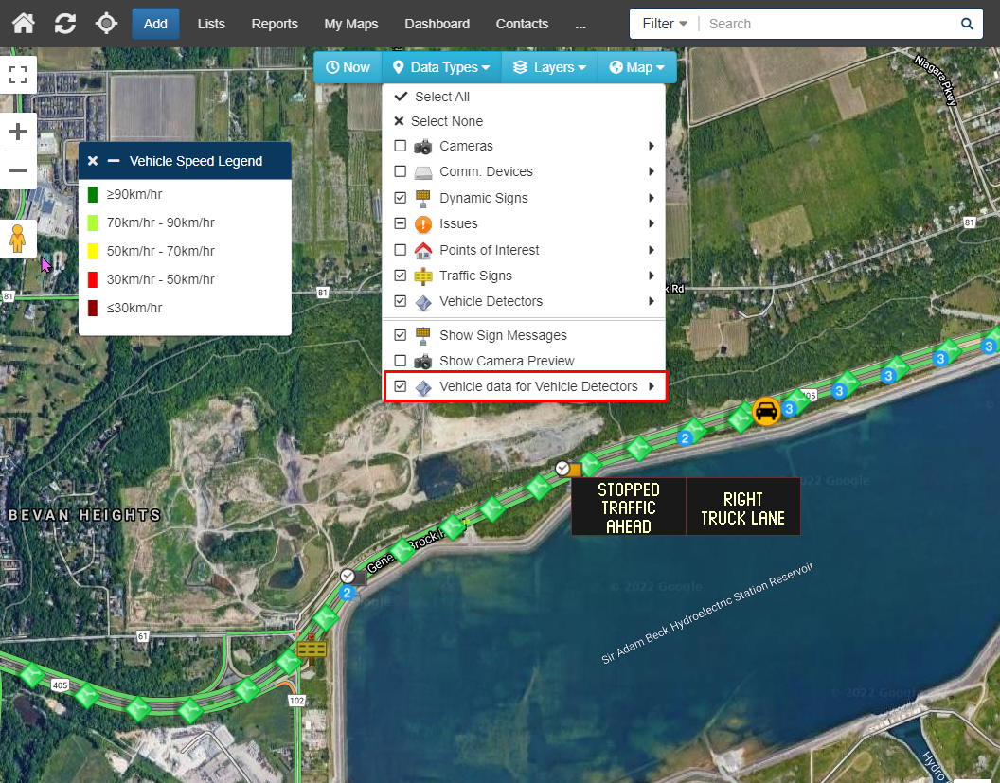 Add Lists Reports My Maps Dashboard Contacts ... Filter Search
Now Data Types Layers Map
Select All
Select None
Cameras
Comm. Devices
Dynamic Signs
Issues
Points of Interest
Traffic Signs
Vehicle Detectors
Show Sign Messages
Show Camera Preview
Vehicle data for Vehicle Detectors
Vehicle Speed Legend
≥90km/hr
70km/hr - 90km/hr
50km/hr - 70km/hr
30km/hr - 50km/hr
≤30km/hr
Niagara Pkwy
81
81
81
Rd
3
3
3
3
3
05
2
STOPPED
TRAFFIC
AHEAD
RIGHT
TRUCK LANE
BEVAN HEIGHTS
Brock
2
2022 Google
© 2022 Google
Sir Adam Beck Hydroelectric Station Reservoir
61
405
102
© 2022 Google
Hydro